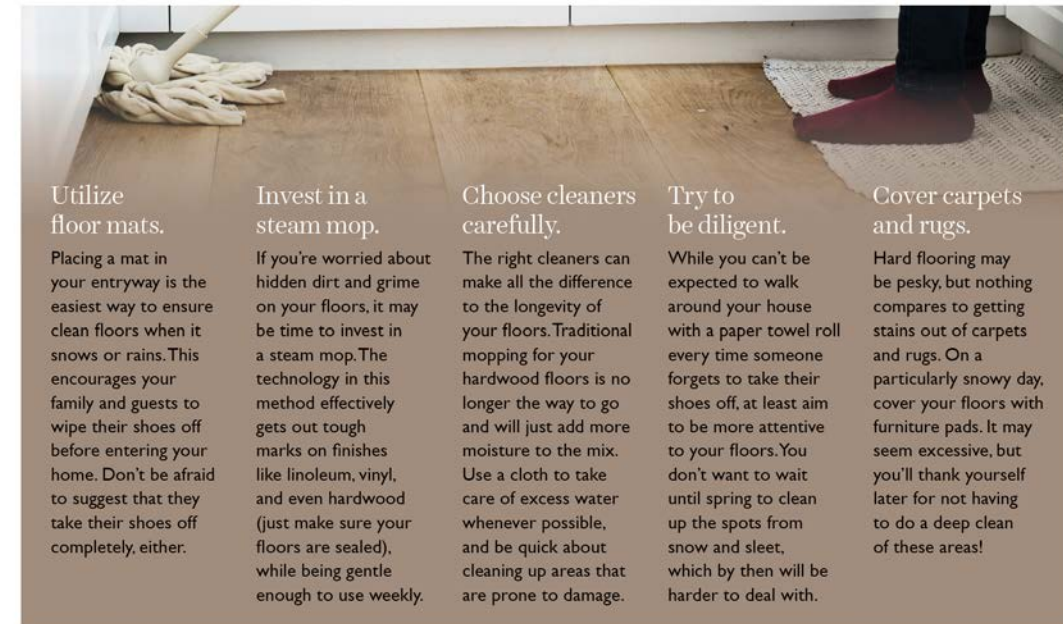 Utilize
floor mats.
Placing a mat in
your entryway is the
easiest way to ensure
clean floors when it
snows or rains. This
encourages your
family and guests to
wipe their shoes off
before entering your
home. Don't be afraid
to suggest that they
take their shoes off
completely, either.
Invest in a
steam mop.
If you're worried about
hidden dirt and grime
on your floors, it may
be time to invest in
a steam mop. The
technology in this
method effectively
gets out tough
marks on finishes
like linoleum, vinyl,
and even hardwood
(just make sure your
floors are sealed),
while being gentle
enough to use weekly.
Choose cleaners
carefully.
The right cleaners can
make all the difference
to the longevity of
your floors. Traditional
mopping for your
hardwood floors is no
longer the way to go
and will just add more
moisture to the mix.
Use a cloth to take
care of excess water
whenever possible,
and be quick about
cleaning up areas that
are prone to damage.
Try to
be diligent.
While you can't be
expected to walk
around your house
with a paper towel roll
every time someone
forgets to take their
shoes off, at least aim
to be more attentive
to your floors. You
don't want to wait
until spring to clean
up the spots from
snow and sleet,
which by then will be
harder to deal with.
Cover carpets
and rugs.
Hard flooring may
be pesky, but nothing
compares to getting
stains out of carpets
and rugs. On a
particularly snowy day,
cover your floors with
furniture pads. It may
seem excessive, but
you'll thank yourself
later for not having
to do a deep clean
of these areas!